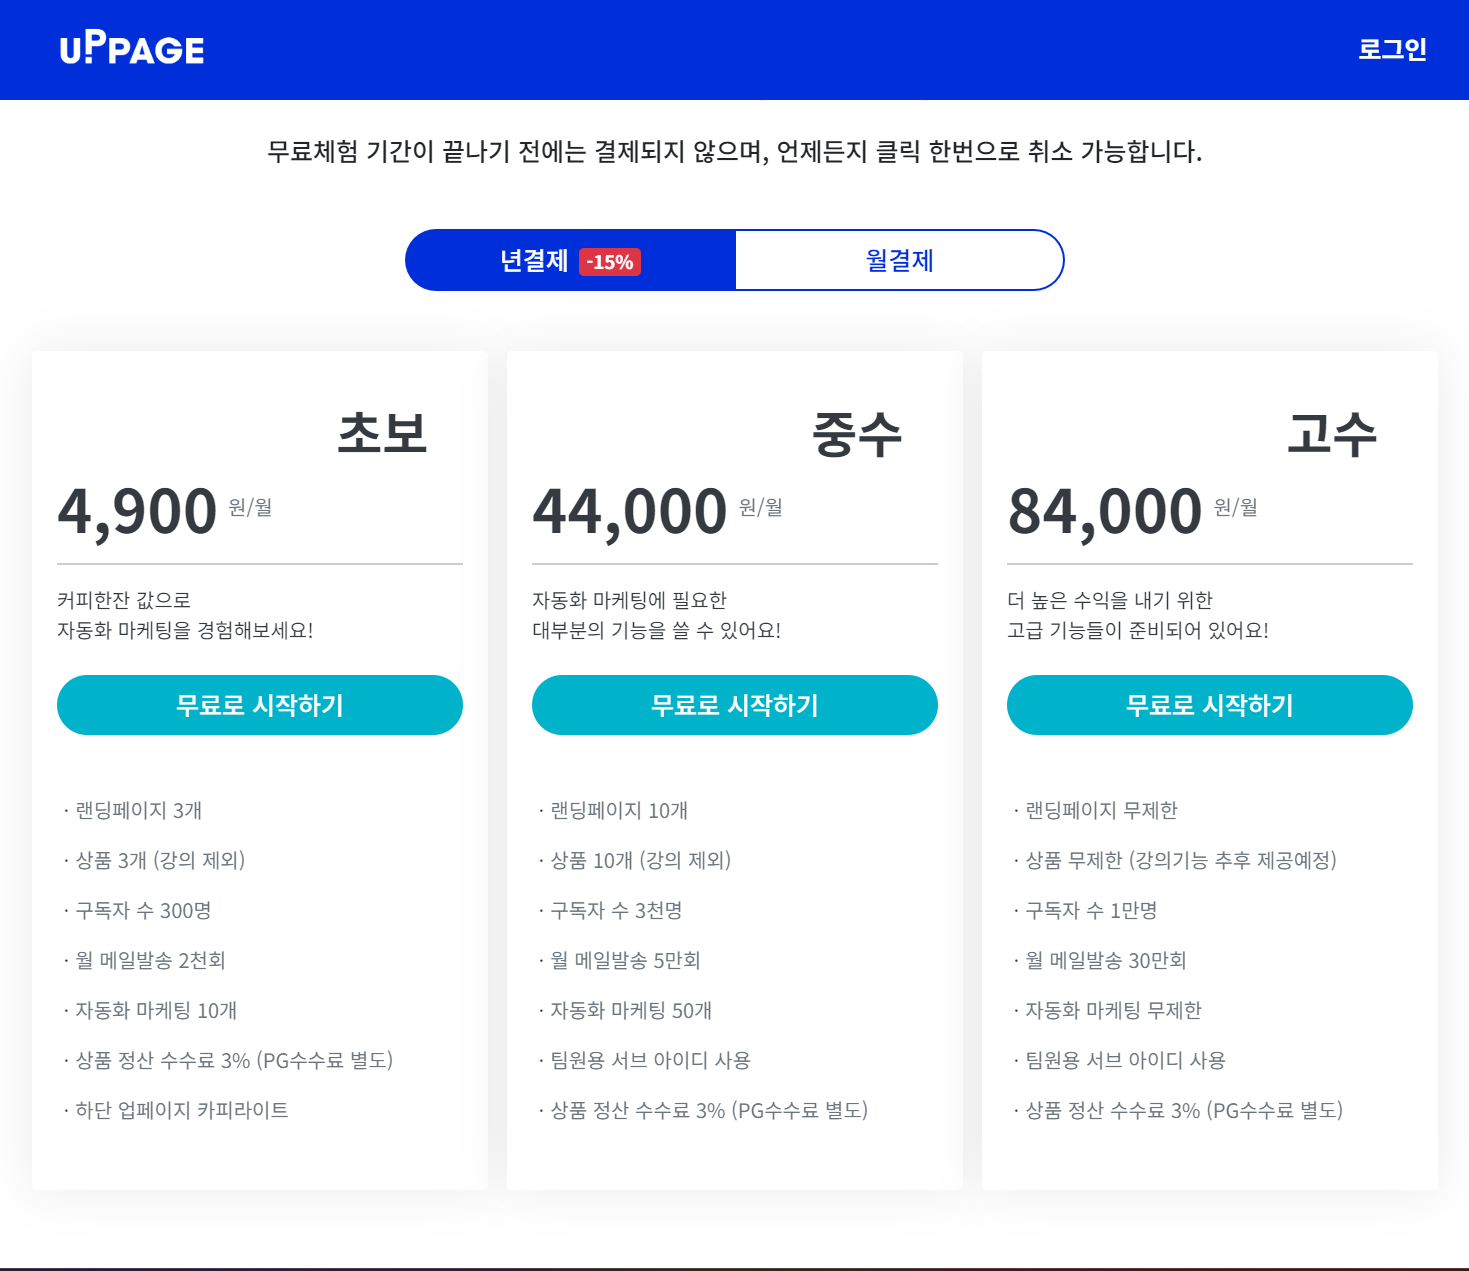 UPPAGE
로그인
무료체험 기간이 끝나기 전에는 결제되지 않으며, 언제든지 클릭 한번으로 취소 가능합니다.
년결제 -15%
월결제
초보
4,900 원/월
커피한잔 값으로
자동화 마케팅을 경험해보세요!
무료로 시작하기
· 랜딩페이지 3개
· 상품 3개 (강의 제외)
· 구독자 수 300명
· 월 메일발송 2천회
· 자동화 마케팅 10개
· 상품 정산 수수료 3% (PG수수료 별도)
· 하단 업페이지 카피라이트
중수
44,000 원/월
자동화 마케팅에 필요한
대부분의 기능을 쓸 수 있어요!
무료로 시작하기
· 랜딩페이지 10개
· 상품 10개 (강의 제외)
· 구독자 수 3천명
· 월 메일발송 5만회
· 자동화 마케팅 50개
· 팀원용 서브 아이디 사용
· 상품 정산 수수료 3% (PG수수료 별도)
고수
84,000 원/월
더 높은 수익을 내기 위한
고급 기능들이 준비되어 있어요!
무료로 시작하기
· 랜딩페이지 무제한
· 상품 무제한 (강의기능 추후 제공예정)
· 구독자 수 1만명
· 월 메일발송 30만회
· 자동화 마케팅 무제한
· 팀원용 서브 아이디 사용
· 상품 정산 수수료 3% (PG수수료 별도)